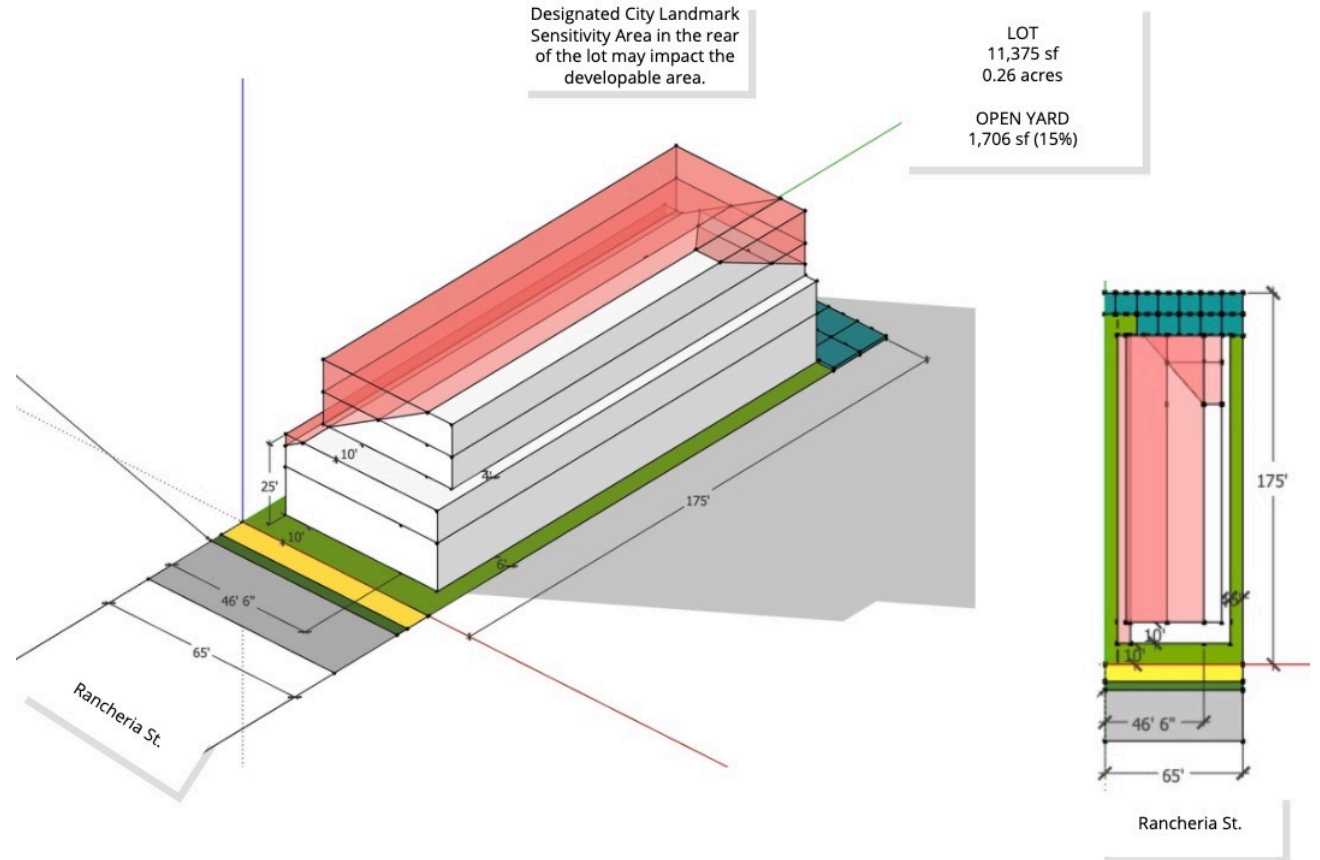 Designated City Landmark
Sensitivity Area in the rear
of the lot may impact the
developable area.
LOT
11,375 sf
0.26 acres
OPEN YARD
1,706 sf (15%)
10'
25'
10'
6'
175'
46' 6"
65'
Rancheria St.
175'
10'
10'
46' 6"
65'
Rancheria St.